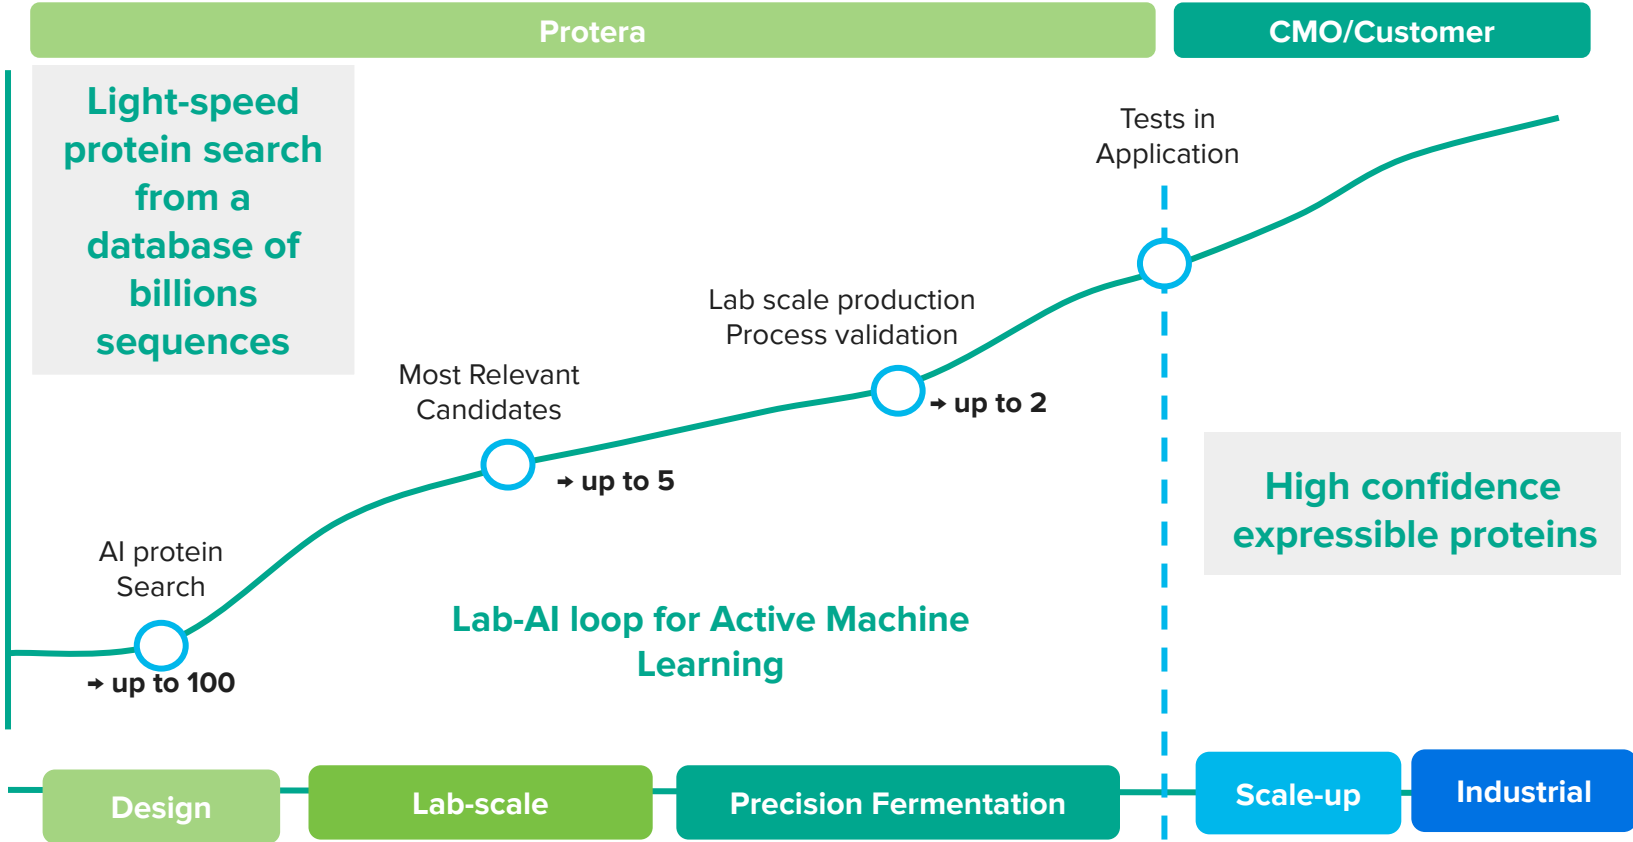 Protera
CMO/Customer
Light-speed
protein search
from a
database of
billions
sequences
Tests in
Application
Lab scale production
Process validation
→ up to 2
Most Relevant
Candidates
→ up to 5
High confidence
expressible proteins
AI protein
Search
→ up to 100
Lab-AI loop for Active Machine
Learning
Design
Lab-scale
Precision Fermentation
Scale-up
Industrial